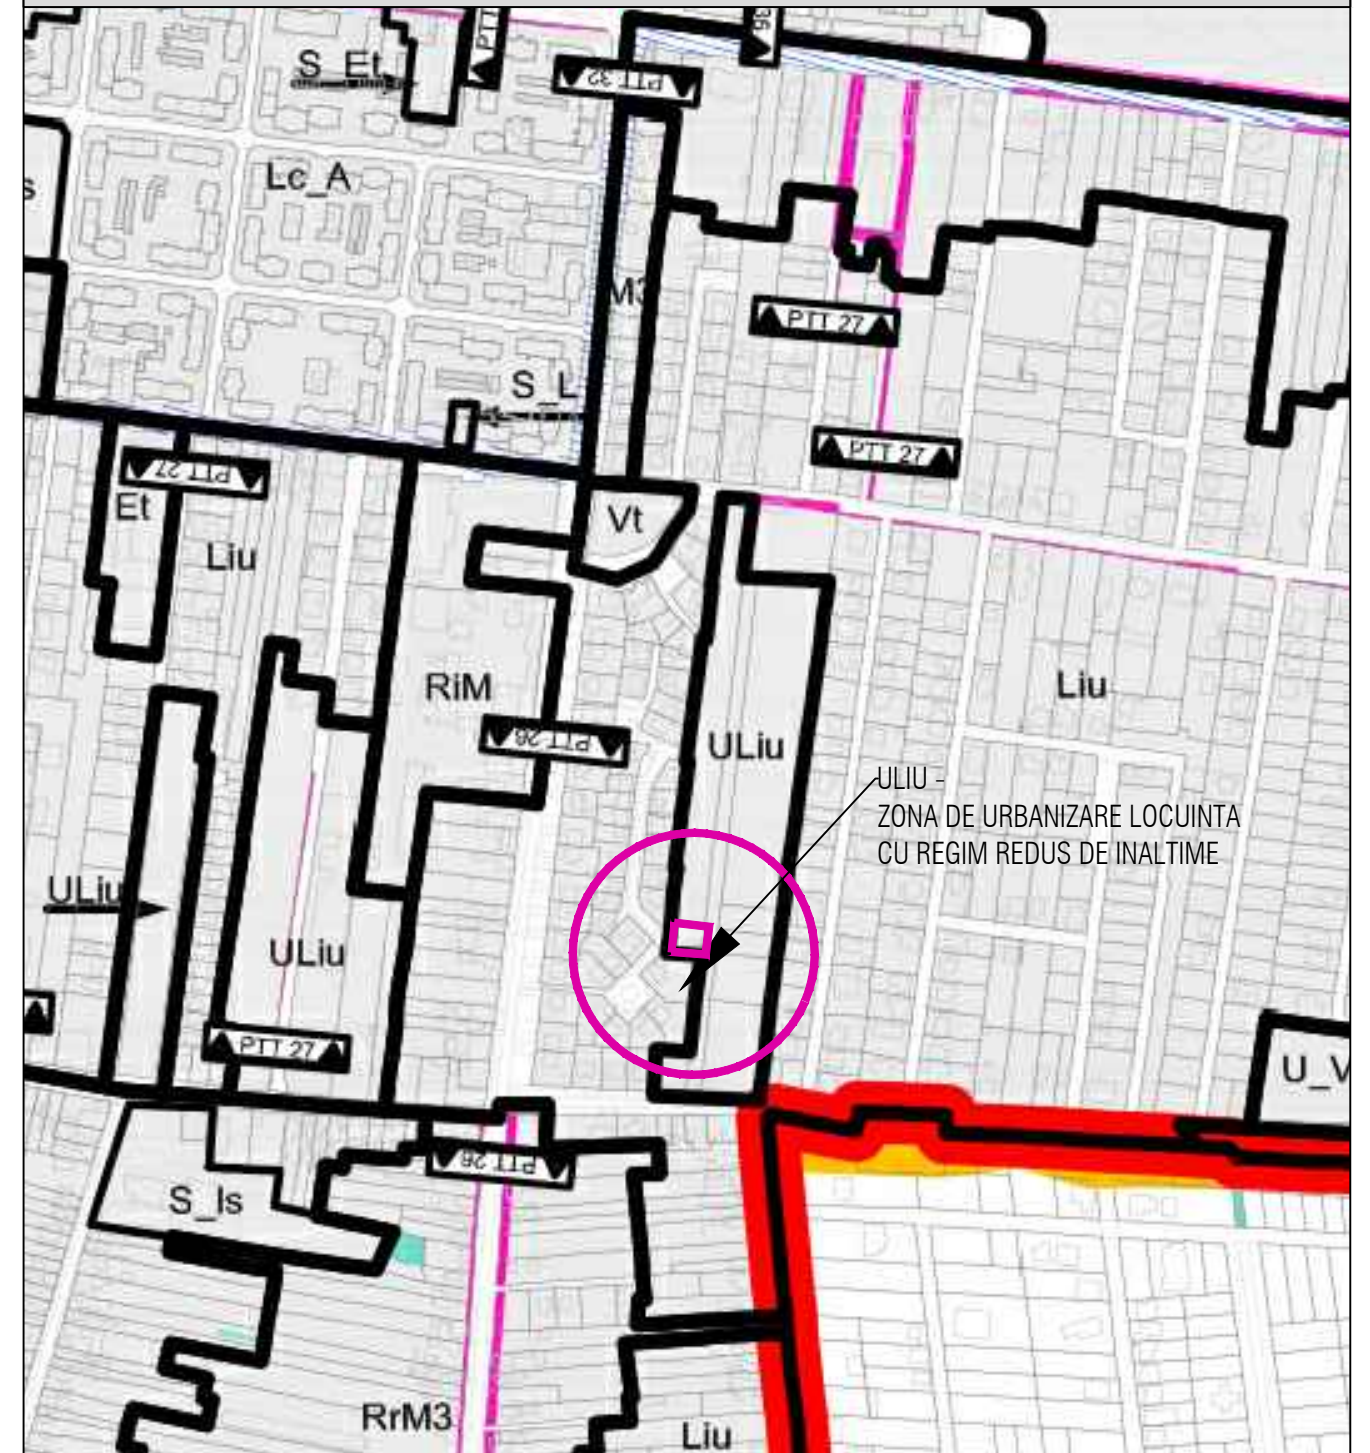 S_Et
PTT 32
Lc_A
M3
PTT 27
S_L
PTT 27
PTT 27
Et
Vt
Liu
RiM
Liu
PTT 26
ULiu
ULIU -
ZONA DE URBANIZARE LOCUINTA
CU REGIM REDUS DE INALTIME
ULiu
ULiu
PTT 27
U_V
PTT 26
S_Is
RrM3
Liu